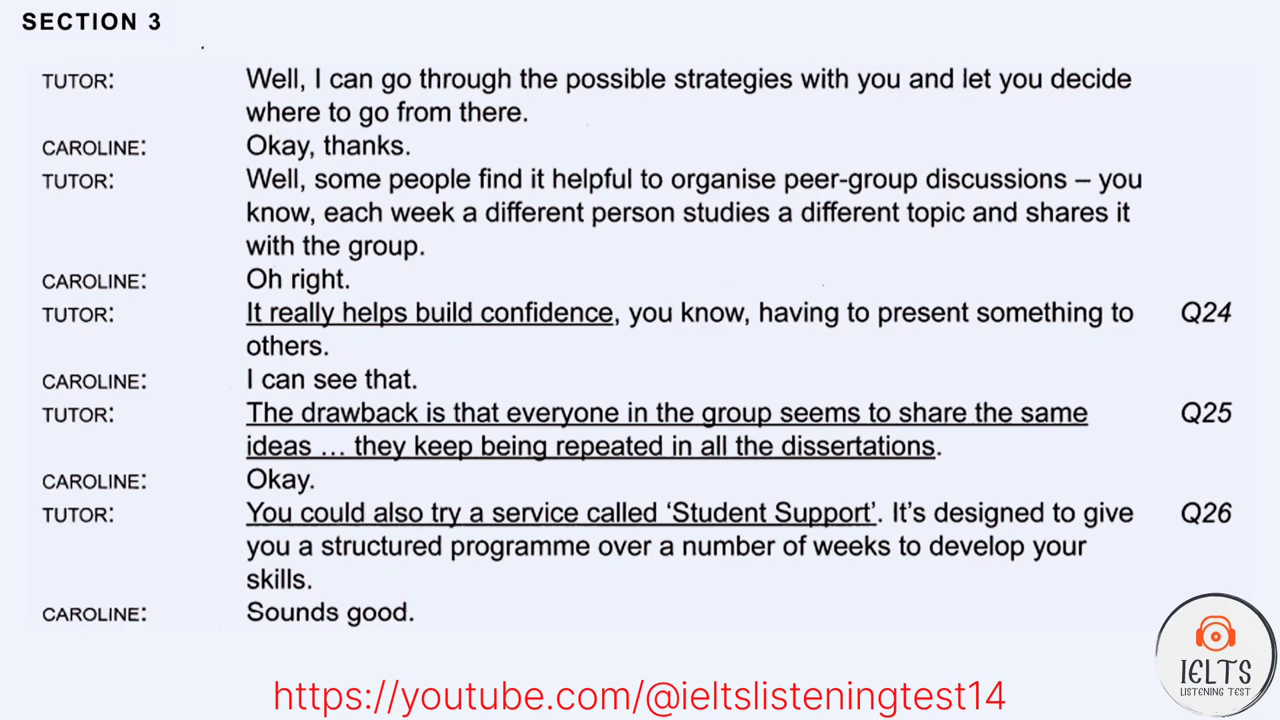 SECTION 3
TUTOR: Well, I can go through the possible strategies with you and let you decide
where to go from there.
CAROLINE: Okay, thanks.
TUTOR: Well, some people find it helpful to organise peer-group discussions – you
know, each week a different person studies a different topic and shares it
with the group.
CAROLINE: Oh right.
TUTOR: It really helps build confidence, you know, having to present something to Q24
others.
CAROLINE: I can see that.
TUTOR: The drawback is that everyone in the group seems to share the same Q25
ideas … they keep being repeated in all the dissertations.
CAROLINE: Okay.
TUTOR: You could also try a service called ‘Student Support’. It’s designed to give Q26
you a structured programme over a number of weeks to develop your
skills.
CAROLINE: Sounds good.
IELTS
LISTENING TEST
https://youtube.com/@ieltslisteningtest14